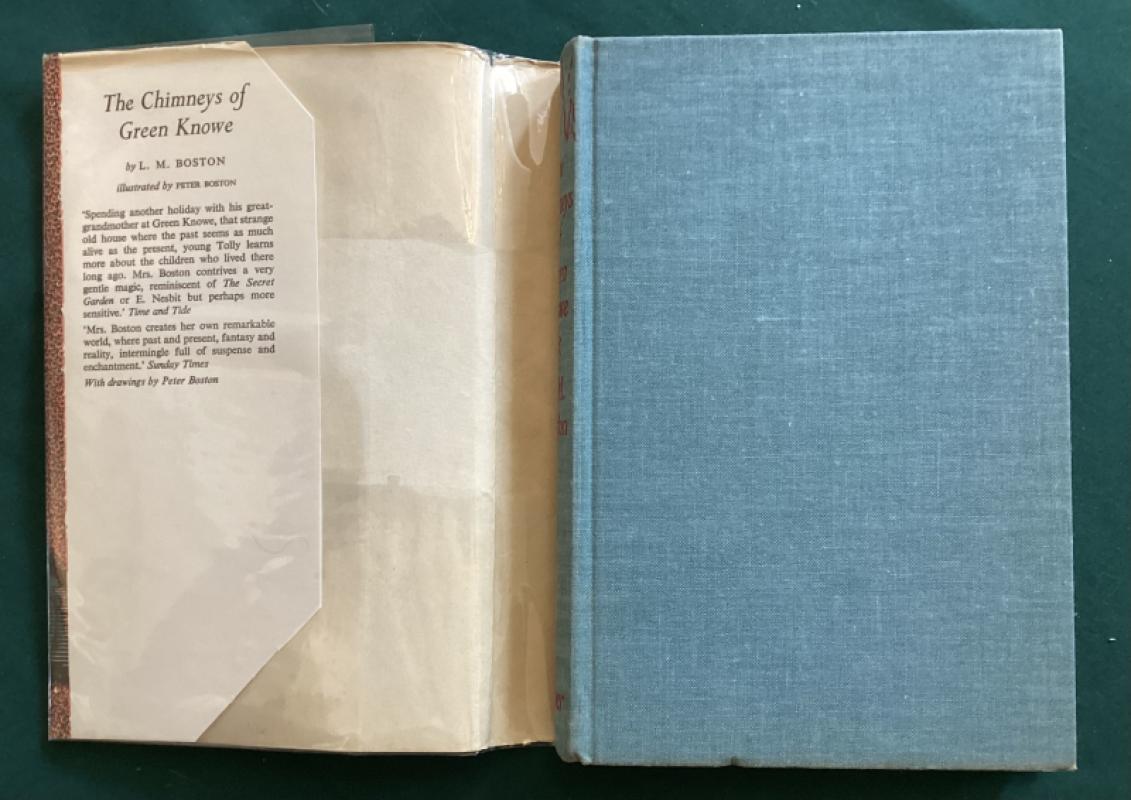 The Chimneys of
Green Knowe
by L. M. BOSTON
illustrated by PETER BOSTON
'Spending another holiday with his great-
grandmother at Green Knowe, that strange
old house where the past seems as much
alive as the present, young Tolly learns
more about the children who lived there
long ago. Mrs. Boston contrives a very
gentle magic, reminiscent of The Secret
Garden or E. Nesbit but perhaps more
sensitive.' Time and Tide
'Mrs. Boston creates her own remarkable
world, where past and present, fantasy and
reality, intermingle full of suspense and
enchantment.' Sunday Times
With drawings by Peter Boston